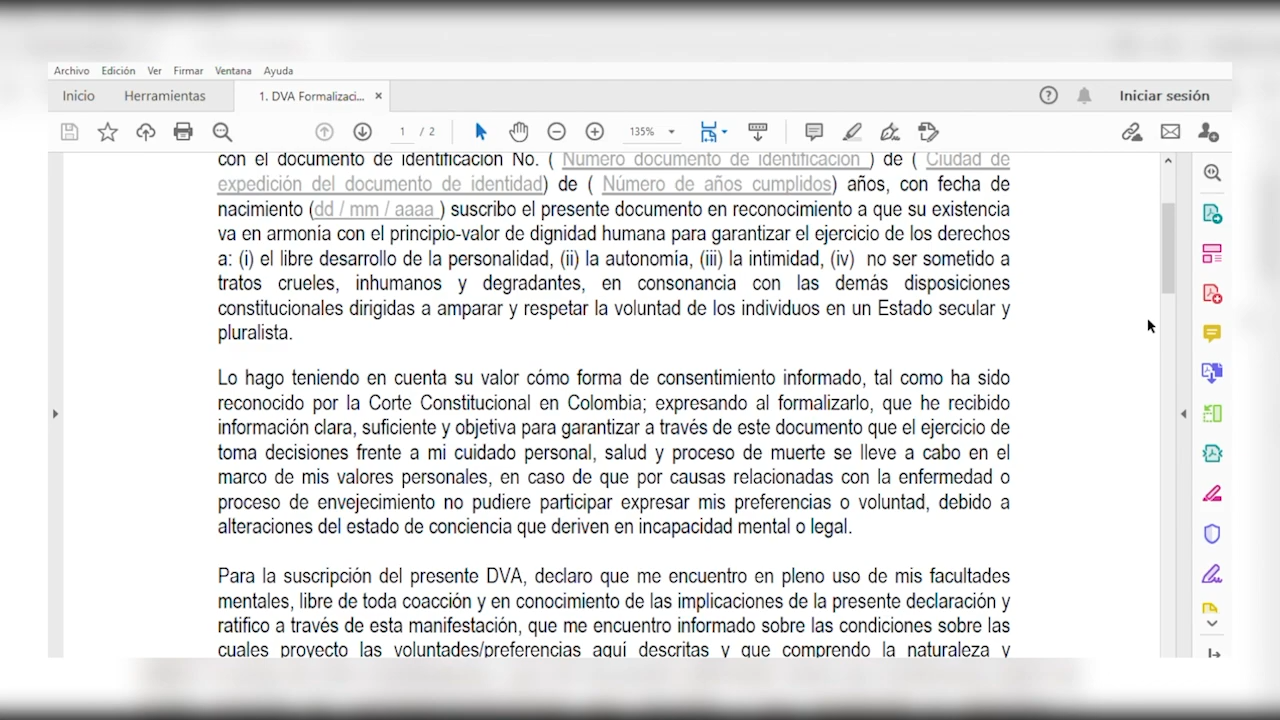 Archivo Edición Ver Firmar Ventana Ayuda
Inicio Herramientas 1. DVA Formalizaci... × Iniciar sesión
1 / 2 135%
con el documento de identificación No. ( Número documento de identificación ) de ( Ciudad de
expedición del documento de identidad) de ( Número de años cumplidos) años, con fecha de
nacimiento (dd / mm / aaaa ) suscribo el presente documento en reconocimiento a que su existencia
va en armonía con el principio-valor de dignidad humana para garantizar el ejercicio de los derechos
a: (i) el libre desarrollo de la personalidad, (ii) la autonomía, (iii) la intimidad, (iv) no ser sometido a
tratos crueles, inhumanos y degradantes, en consonancia con las demás disposiciones
constitucionales dirigidas a amparar y respetar la voluntad de los individuos en un Estado secular y
pluralista.
Lo hago teniendo en cuenta su valor cómo forma de consentimiento informado, tal como ha sido
reconocido por la Corte Constitucional en Colombia; expresando al formalizarlo, que he recibido
información clara, suficiente y objetiva para garantizar a través de este documento que el ejercicio de
toma decisiones frente a mi cuidado personal, salud y proceso de muerte se lleve a cabo en el
marco de mis valores personales, en caso de que por causas relacionadas con la enfermedad o
proceso de envejecimiento no pudiere participar expresar mis preferencias o voluntad, debido a
alteraciones del estado de conciencia que deriven en incapacidad mental o legal.
Para la suscripción del presente DVA, declaro que me encuentro en pleno uso de mis facultades
mentales, libre de toda coacción y en conocimiento de las implicaciones de la presente declaración y
ratifico a través de esta manifestación, que me encuentro informado sobre las condiciones sobre las
cuales proyecto las voluntades/preferencias aquí descritas y que comprendo la naturaleza y